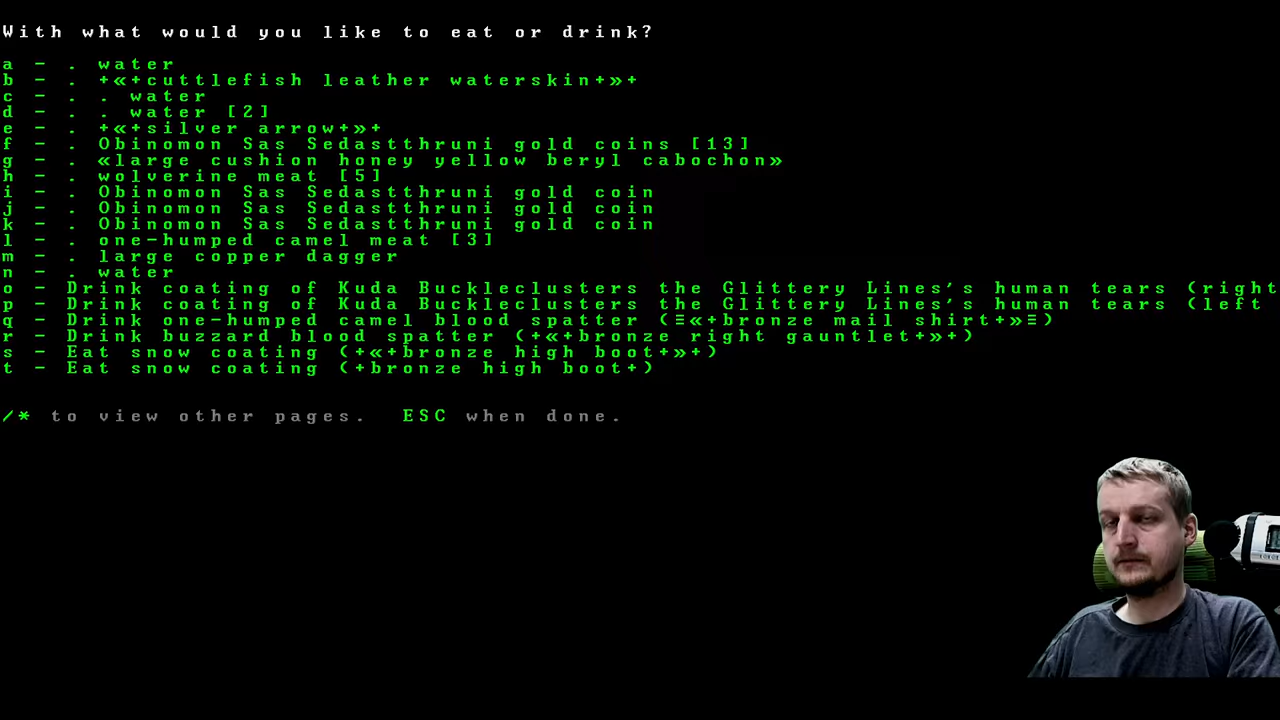 With what would you like to eat or drink?
a - . water
b - . +«+cuttlefish leather waterskin+»+
c - . . water
d - . . water [2]
e - . +«+silver arrow+»+
f - . Obinomon Sas Sedastthruni gold coins [13]
g - «large cushion honey yellow beryl cabochon»
h - . wolverine meat [5]
i - . Obinomon Sas Sedastthruni gold coin
j - . Obinomon Sas Sedastthruni gold coin
k - . Obinomon Sas Sedastthruni gold coin
l - . one-humped camel meat [3]
m - . large copper dagger
n - . water
o - Drink coating of Kuda Buckleclusters the Glittery Lines's human tears (right
p - Drink coating of Kuda Buckleclusters the Glittery Lines's human tears (left
q - Drink one-humped camel blood spatter (≡«+bronze mail shirt+»≡)
r - Drink buzzard blood spatter (+«+bronze right gauntlet+»+)
s - Eat snow coating (+«+bronze high boot+»+)
t - Eat snow coating (+bronze high boot+)
/* to view other pages. ESC when done.